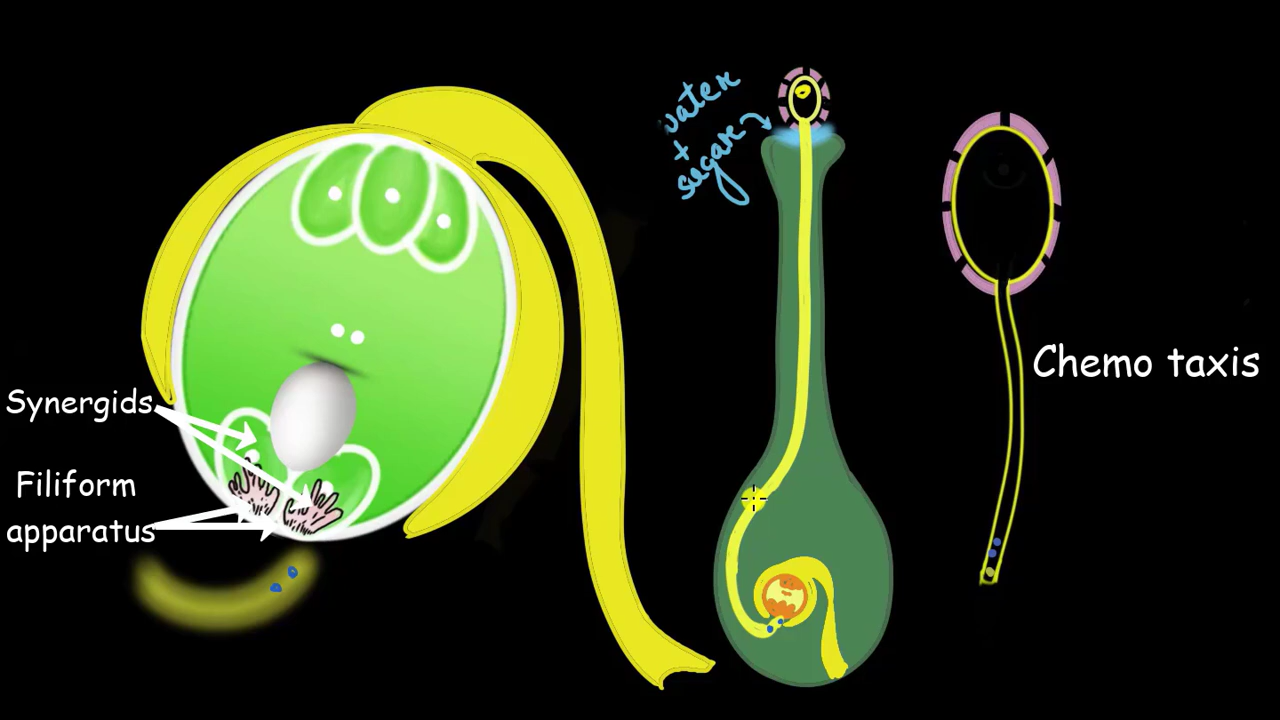 water
+
sugar
Chemo taxis
Synergids
Filiform
apparatus